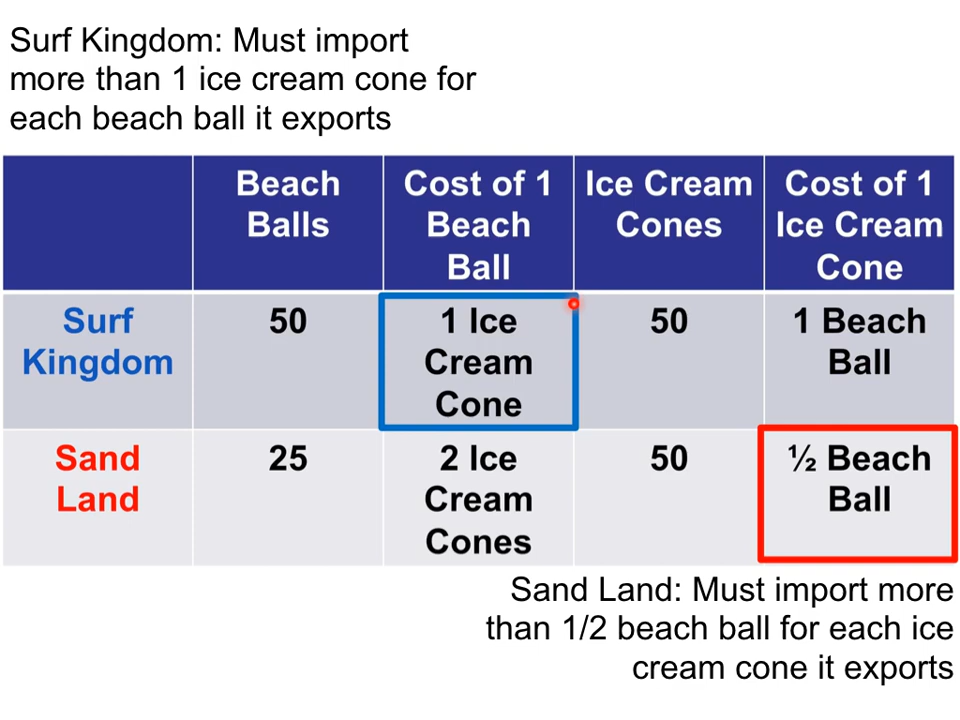 Surf Kingdom: Must import
more than 1 ice cream cone for
each beach ball it exports
Beach
Balls
Cost of 1
Beach
Ball
Ice Cream
Cones
Cost of 1
Ice Cream
Cone
Surf
Kingdom
50
1 Ice
Cream
Cone
50
1 Beach
Ball
Sand
Land
25
2 Ice
Cream
Cones
50
½ Beach
Ball
Sand Land: Must import more
than 1/2 beach ball for each ice
cream cone it exports